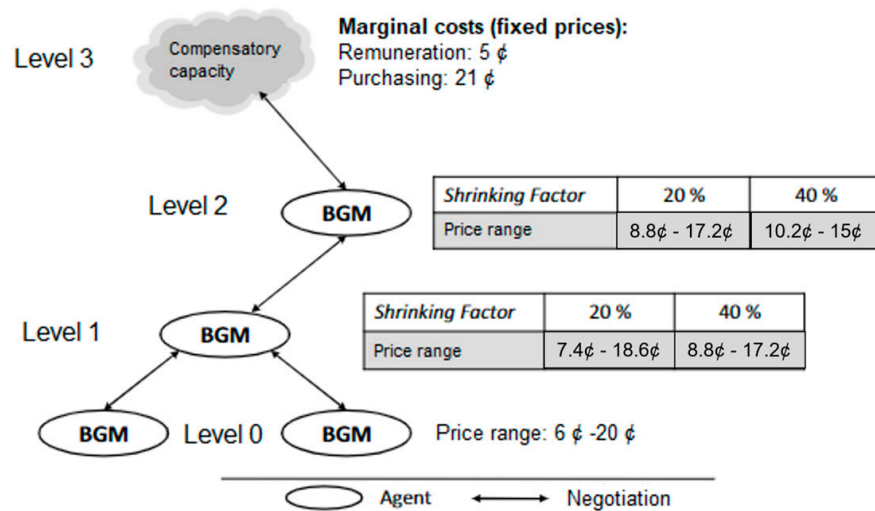 Level 3
Compensatory
capacity
Marginal costs (fixed prices):
Remuneration: 5 ¢
Purchasing: 21 ¢
Level 2
BGM
Shrinking Factor 20 % 40 %
Price range 8.8¢ - 17.2¢ 10.2¢ - 15¢
Level 1
BGM
Shrinking Factor 20 % 40 %
Price range 7.4¢ - 18.6¢ 8.8¢ - 17.2¢
BGM Level 0 BGM Price range: 6 ¢ -20 ¢
Agent Negotiation